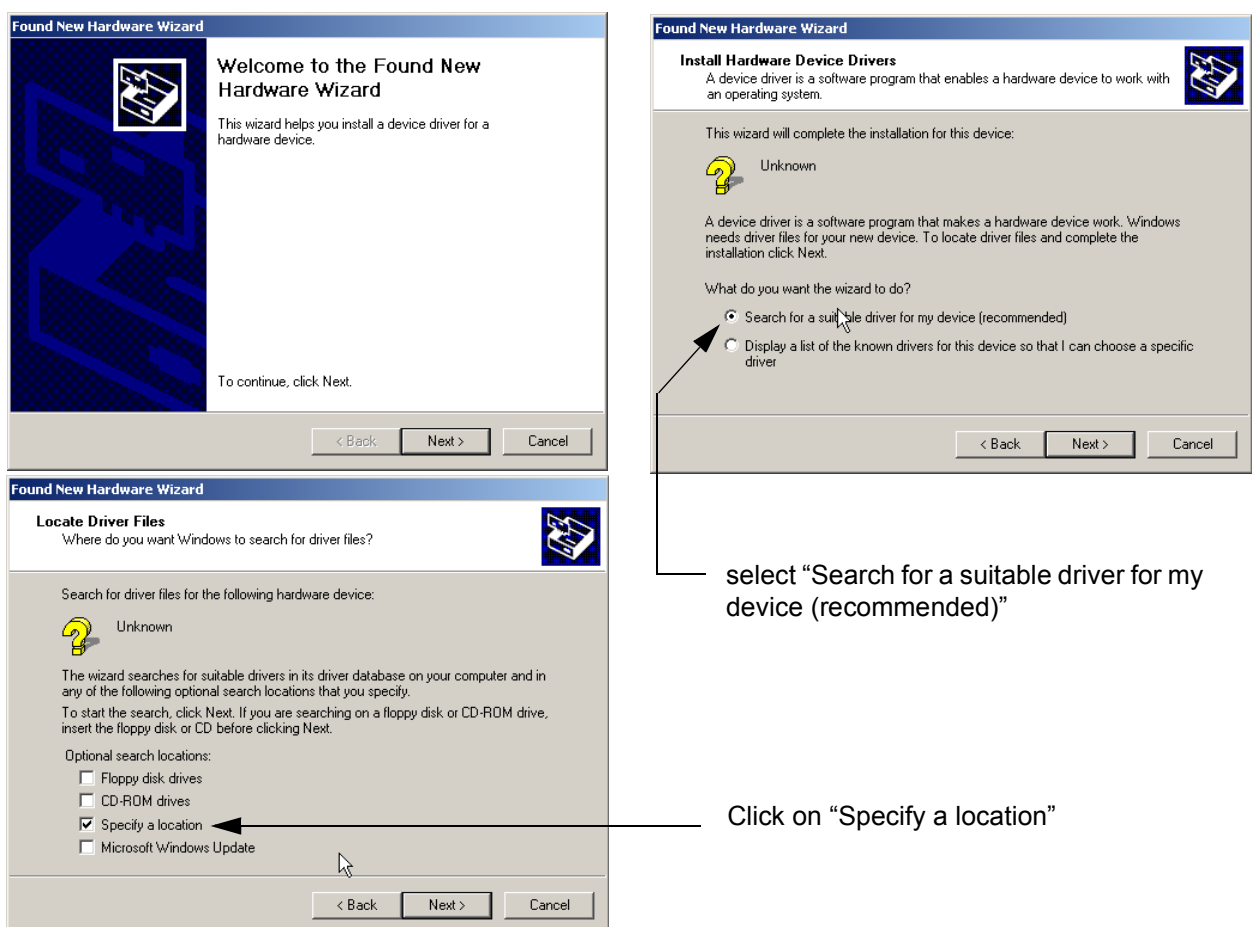 Found New Hardware Wizard
Welcome to the Found New
Hardware Wizard
This wizard helps you install a device driver for a
hardware device.
To continue, click Next.
< Back
Next >
Cancel
Found New Hardware Wizard
Install Hardware Device Drivers
A device driver is a software program that enables a hardware device to work with
an operating system.
This wizard will complete the installation for this device:
Unknown
A device driver is a software program that makes a hardware device work. Windows
needs driver files for your new device. To locate driver files and complete the
installation click Next.
What do you want the wizard to do?
Search for a suitable driver for my device (recommended)
Display a list of the known drivers for this device so that I can choose a specific
driver
< Back
Next >
Cancel
select “Search for a suitable driver for my
device (recommended)”
Found New Hardware Wizard
Locate Driver Files
Where do you want Windows to search for driver files?
Search for driver files for the following hardware device:
Unknown
The wizard searches for suitable drivers in its driver database on your computer and in
any of the following optional search locations that you specify.
To start the search, click Next. If you are searching on a floppy disk or CD-ROM drive,
insert the floppy disk or CD before clicking Next.
Optional search locations:
Floppy disk drives
CD-ROM drives
Specify a location
Microsoft Windows Update
< Back
Next >
Cancel
Click on “Specify a location”